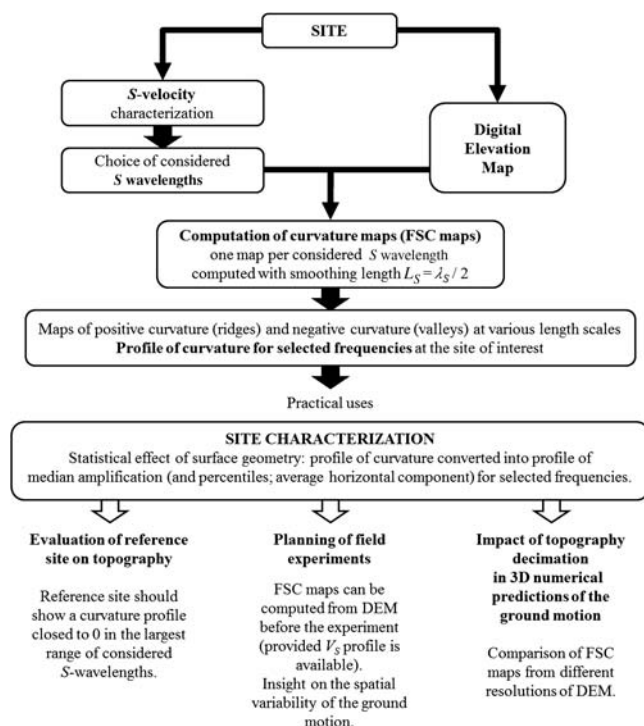 SITE
S-velocity
characterization
Choice of considered
S wavelengths
Digital
Elevation
Map
Computation of curvature maps (FSC maps)
one map per considered S wavelength
computed with smoothing length L_S = λ_S / 2
Maps of positive curvature (ridges) and negative curvature (valleys) at various length scales
Profile of curvature for selected frequencies at the site of interest
Practical uses
SITE CHARACTERIZATION
Statistical effect of surface geometry: profile of curvature converted into profile of
median amplification (and percentiles; average horizontal component) for selected frequencies.
Evaluation of reference
site on topography
Reference site should
show a curvature profile
closed to 0 in the largest
range of considered
S-wavelengths.
Planning of field
experiments
FSC maps can be
computed from DEM
before the experiment
(provided V_S profile is
available).
Insight on the spatial
variability of the ground
motion.
Impact of topography
decimation
in 3D numerical
predictions of the
ground motion
Comparison of FSC
maps from different
resolutions of DEM.